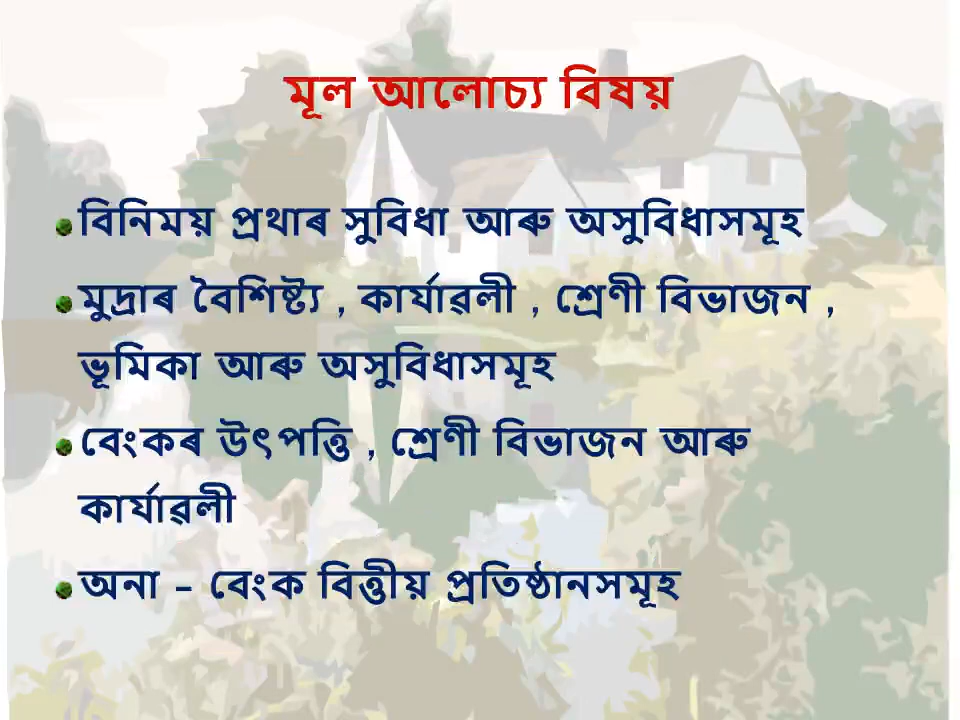 মূল আলোচ্য বিষয়
বিনিময় প্ৰথাৰ সুবিধা আৰু অসুবিধাসমূহ
মুদ্ৰাৰ বৈশিষ্ট্য , কাৰ্যাৱলী , শ্ৰেণী বিভাজন ,
ভূমিকা আৰু অসুবিধাসমূহ
বেংকৰ উৎপত্তি , শ্ৰেণী বিভাজন আৰু
কাৰ্যাৱলী
অনা – বেংক বিত্তীয় প্ৰতিষ্ঠানসমূহ